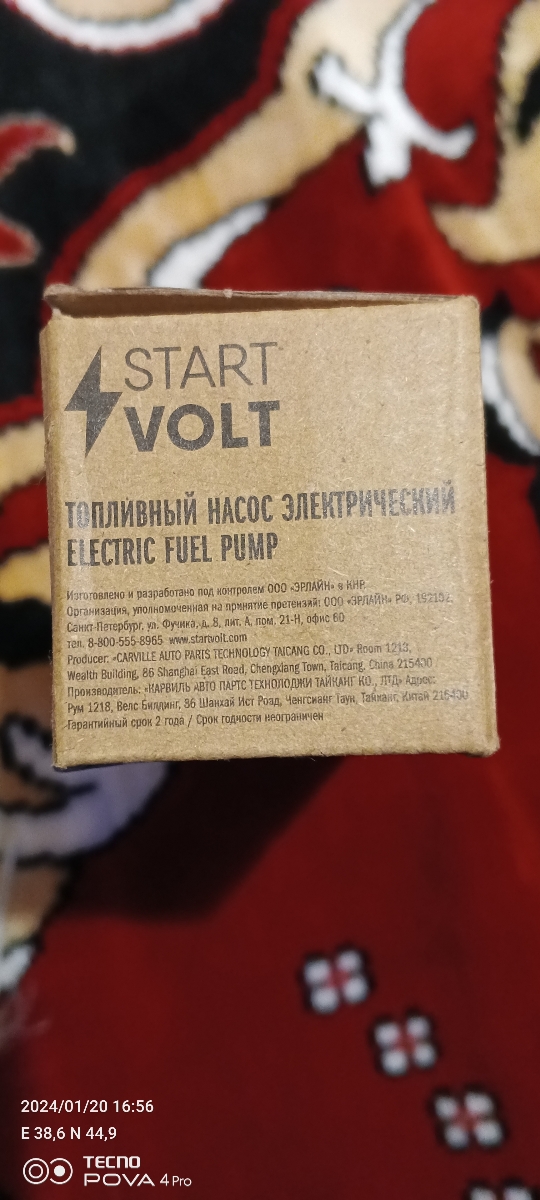 START
VOLT
ТОПЛИВНЫЙ НАСОС ЭЛЕКТРИЧЕСКИЙ
ELECTRIC FUEL PUMP
Изготовлено и разработано под контролем ООО «ЭРЛАЙН» в КНР.
Организация, уполномоченная на принятие претензий: ООО «ЭРЛАЙН» РФ, 192102,
Санкт-Петербург, ул. Фучика, д. 8, лит. А, пом. 21-Н, офис 60
тел. 8-800-555-8965 www.startvolt.com
Producer: «CARVILLE AUTO PARTS TECHNOLOGY TAICANG CO., LTD» Room 1213,
Wealth Building, 86 Shanghai East Road, Chengxiang Town, Taicang, China 215400
Производитель: «КАРВИЛЬ АВТО ПАРТС ТЕХНОЛОДЖИ ТАЙКАНГ КО., ЛТД» Адрес:
Рум 1218, Велс Билдинг, 86 Шанхай Ист Роад, Ченгсианг Таун, Тайканг, Китай 215400
Гарантийный срок 2 года / Срок годности неограничен
2024/01/20 16:56
E 38,6 N 44,9
TECNO
POVA 4 Pro